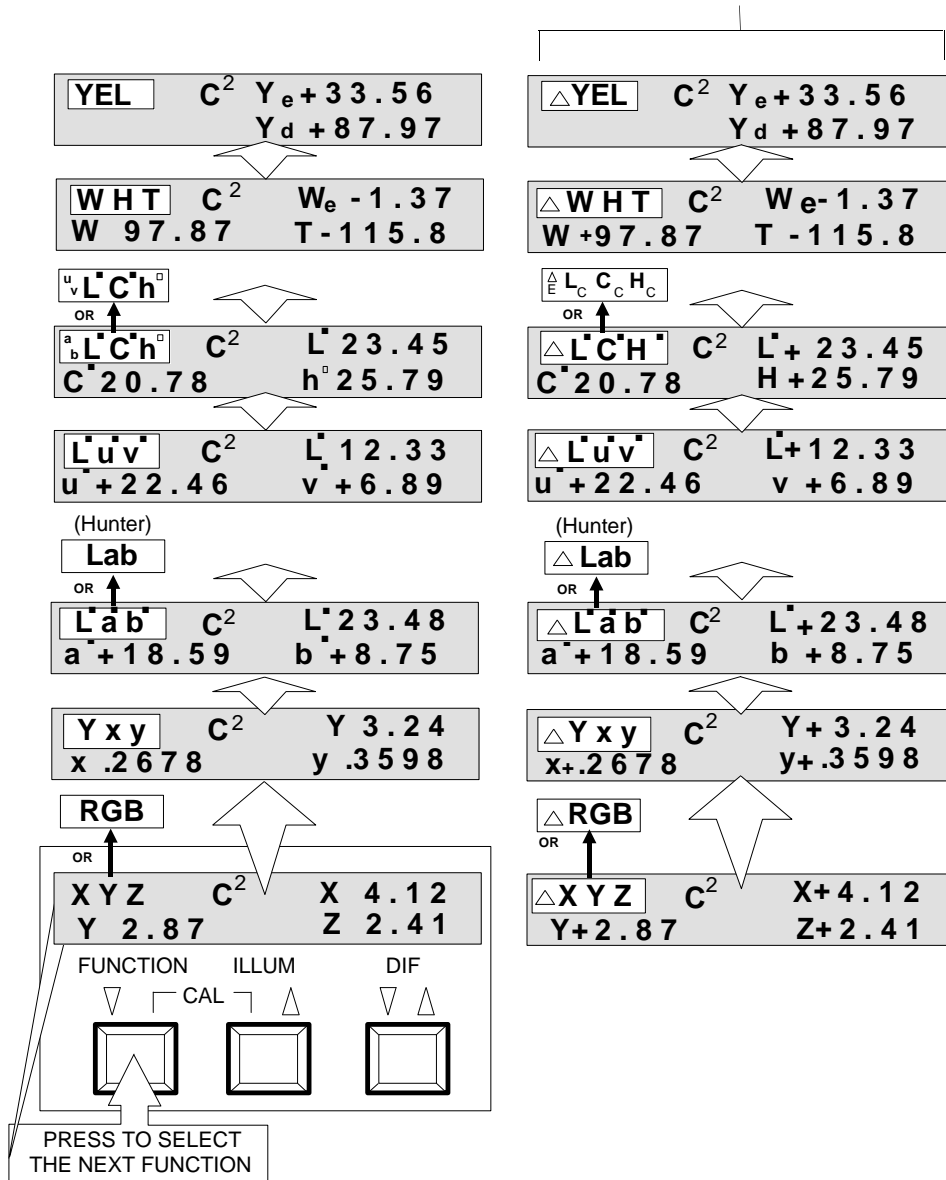 YEL C² Ye+33.56
Yd +87.97
WHT C² We -1.37
W 97.87 T-115.8
uvL▪C▪h▫
OR
abL▪C▪h▫ C² L▪23.45
C▪20.78 h▫25.79
L▪u▪v▪ C² L▪12.33
u▪+22.46 v▪+6.89
(Hunter)
Lab
OR
L▪a▪b▪ C² L▪23.48
a▪+18.59 b▪+8.75
Yxy C² Y 3.24
x .2678 y .3598
RGB
OR
XYZ C² X 4.12
Y 2.87 Z 2.41
FUNCTION ILLUM DIF
▽ CAL △ ▽ △
PRESS TO SELECT
THE NEXT FUNCTION
△YEL C² Ye+33.56
Yd +87.97
△WHT C² We-1.37
W +97.87 T -115.8
△E LC CC HC
OR
△L▪C▪H▪ C² L▪+ 23.45
C▪20.78 H +25.79
△L▪u▪v▪ C² L▪+12.33
u▪+22.46 v +6.89
(Hunter)
△Lab
OR
△L▪a▪b▪ C² L▪+23.48
a▪+18.59 b +8.75
△Yxy C² Y+ 3.24
x+.2678 y+.3598
△RGB
OR
△XYZ C² X+4.12
Y+2.87 Z+2.41